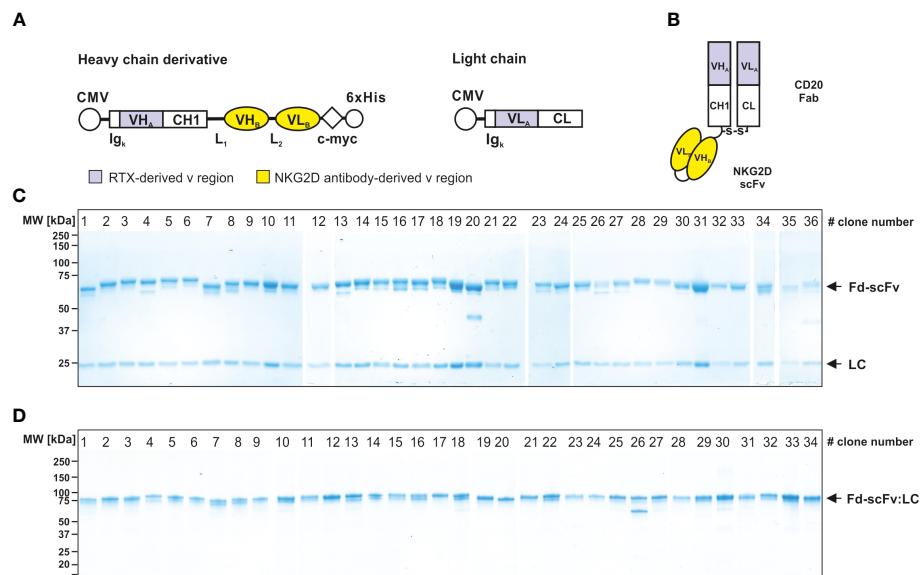 A
Heavy chain derivative
CMV
6xHis
VHA
CH1
VHB
VLB
Igk
L1
L2
c-myc
Light chain
CMV
VLA
CL
Igk
RTX-derived v region
NKG2D antibody-derived v region
B
VHA
VLA
CH1
CL
-s-s-
VLB
VHB
CD20
Fab
NKG2D
scFv
C
MW [kDa]
1 2 3 4 5 6 7 8 9 10 11 12 13 14 15 16 17 18 19 20 21 22 23 24 25 26 27 28 29 30 31 32 33 34 35 36
# clone number
250
150
100
75
50
37
25
Fd-scFv
LC
D
MW [kDa]
1 2 3 4 5 6 7 8 9 10 11 12 13 14 15 16 17 18 19 20 21 22 23 24 25 26 27 28 29 30 31 32 33 34
# clone number
250
150
100
75
50
37
25
20
Fd-scFv:LC